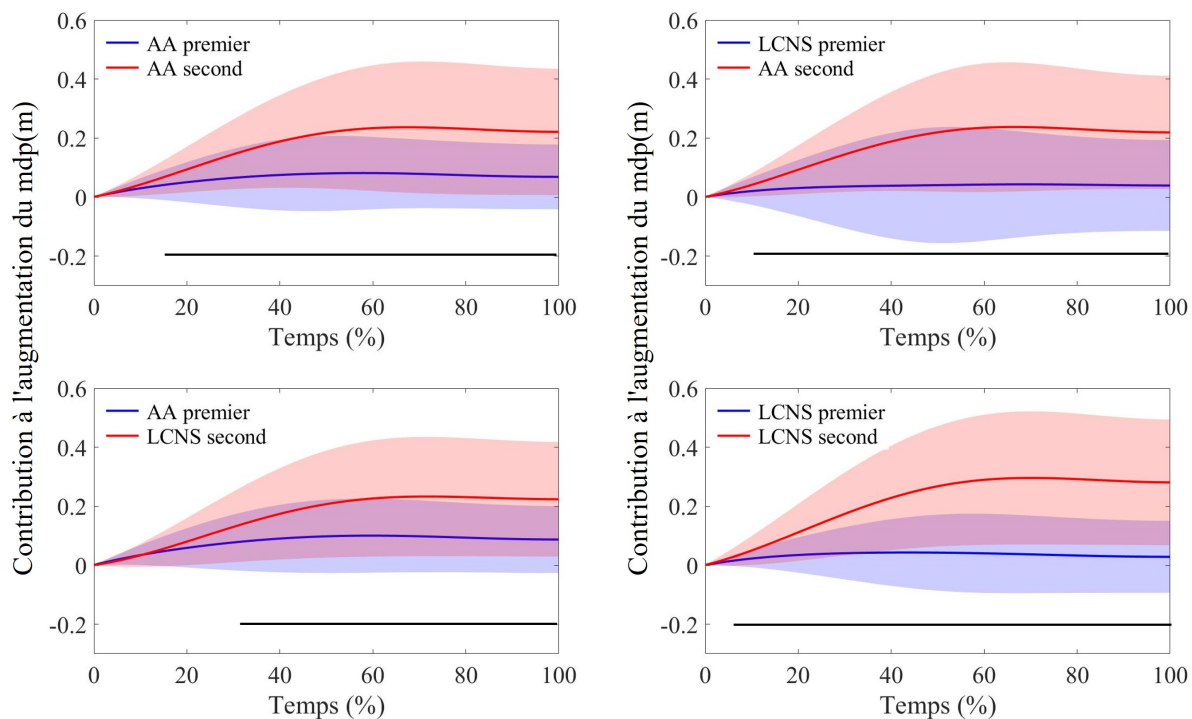 Contribution à l'augmentation du mdp(m)
0.6
0.4
0.2
0
-0.2
AA premier
AA second
0 20 40 60 80 100
Temps (%)
Contribution à l'augmentation du mdp(m)
0.6
0.4
0.2
0
-0.2
LCNS premier
AA second
0 20 40 60 80 100
Temps (%)
0.6
0.4
0.2
0
-0.2
AA premier
LCNS second
0 20 40 60 80 100
Temps (%)
0.6
0.4
0.2
0
-0.2
LCNS premier
LCNS second
0 20 40 60 80 100
Temps (%)